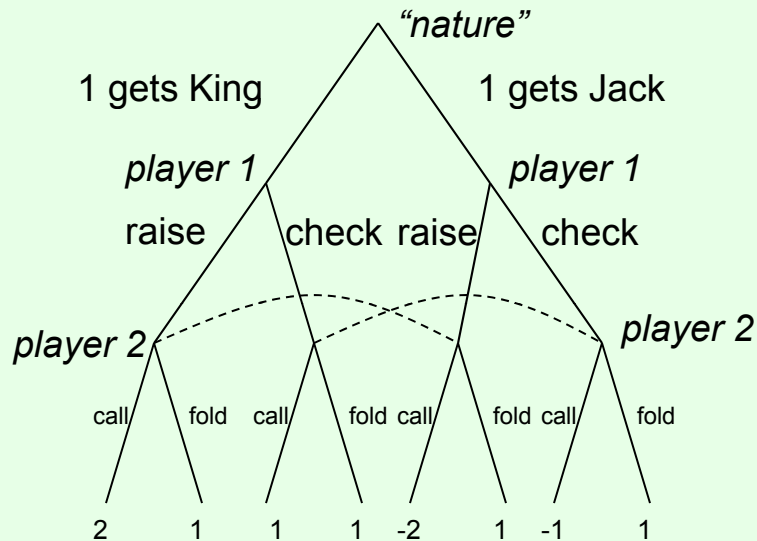 “nature”
1 gets King 1 gets Jack
player 1 player 1
raise check raise check
player 2 player 2
call fold call fold call fold call fold
2 1 1 1 -2 1 -1 1